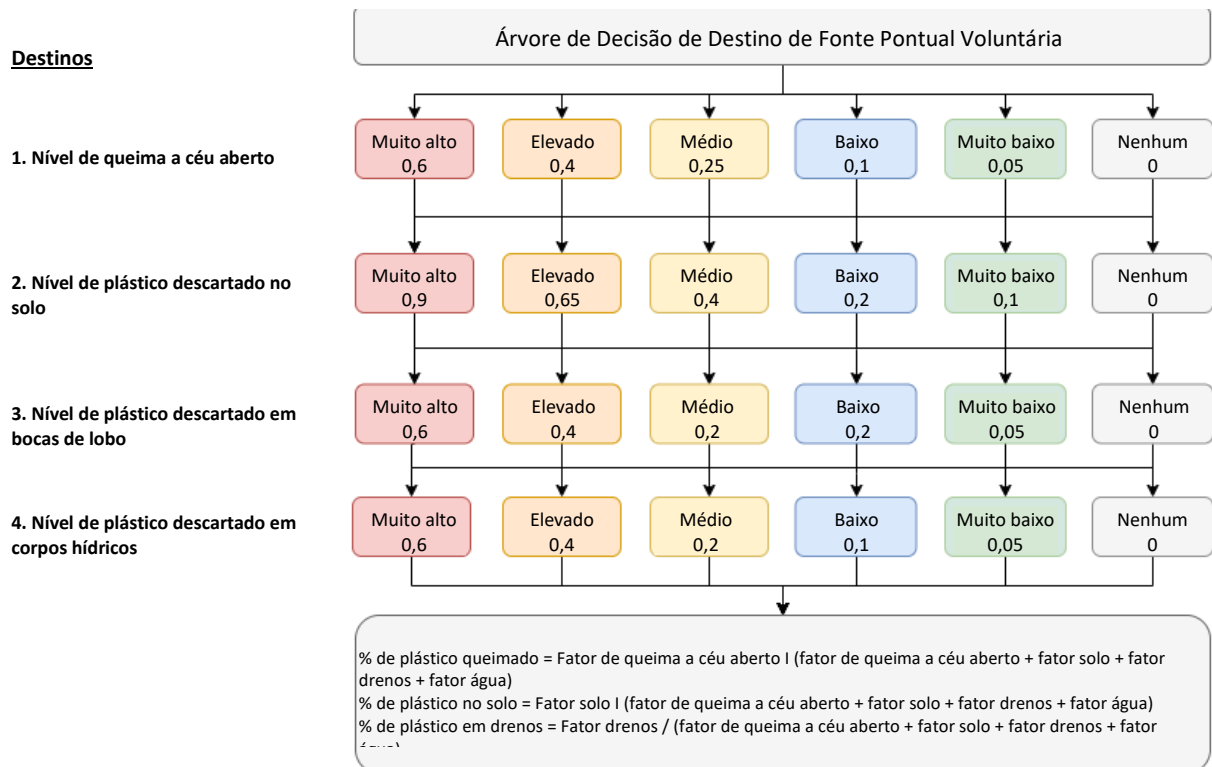 Árvore de Decisão de Destino de Fonte Pontual Voluntária
Destinos
1. Nível de queima a céu aberto
Muito alto
0,6
Elevado
0,4
Médio
0,25
Baixo
0,1
Muito baixo
0,05
Nenhum
0
2. Nível de plástico descartado no
solo
Muito alto
0,9
Elevado
0,65
Médio
0,4
Baixo
0,2
Muito baixo
0,1
Nenhum
0
3. Nível de plástico descartado em
bocas de lobo
Muito alto
0,6
Elevado
0,4
Médio
0,2
Baixo
0,2
Muito baixo
0,05
Nenhum
0
4. Nível de plástico descartado em
corpos hídricos
Muito alto
0,6
Elevado
0,4
Médio
0,2
Baixo
0,1
Muito baixo
0,05
Nenhum
0
% de plástico queimado = Fator de queima a céu aberto I (fator de queima a céu aberto + fator solo + fator
drenos + fator água)
% de plástico no solo = Fator solo I (fator de queima a céu aberto + fator solo + fator drenos + fator água)
% de plástico em drenos = Fator drenos / (fator de queima a céu aberto + fator solo + fator drenos + fator
água)